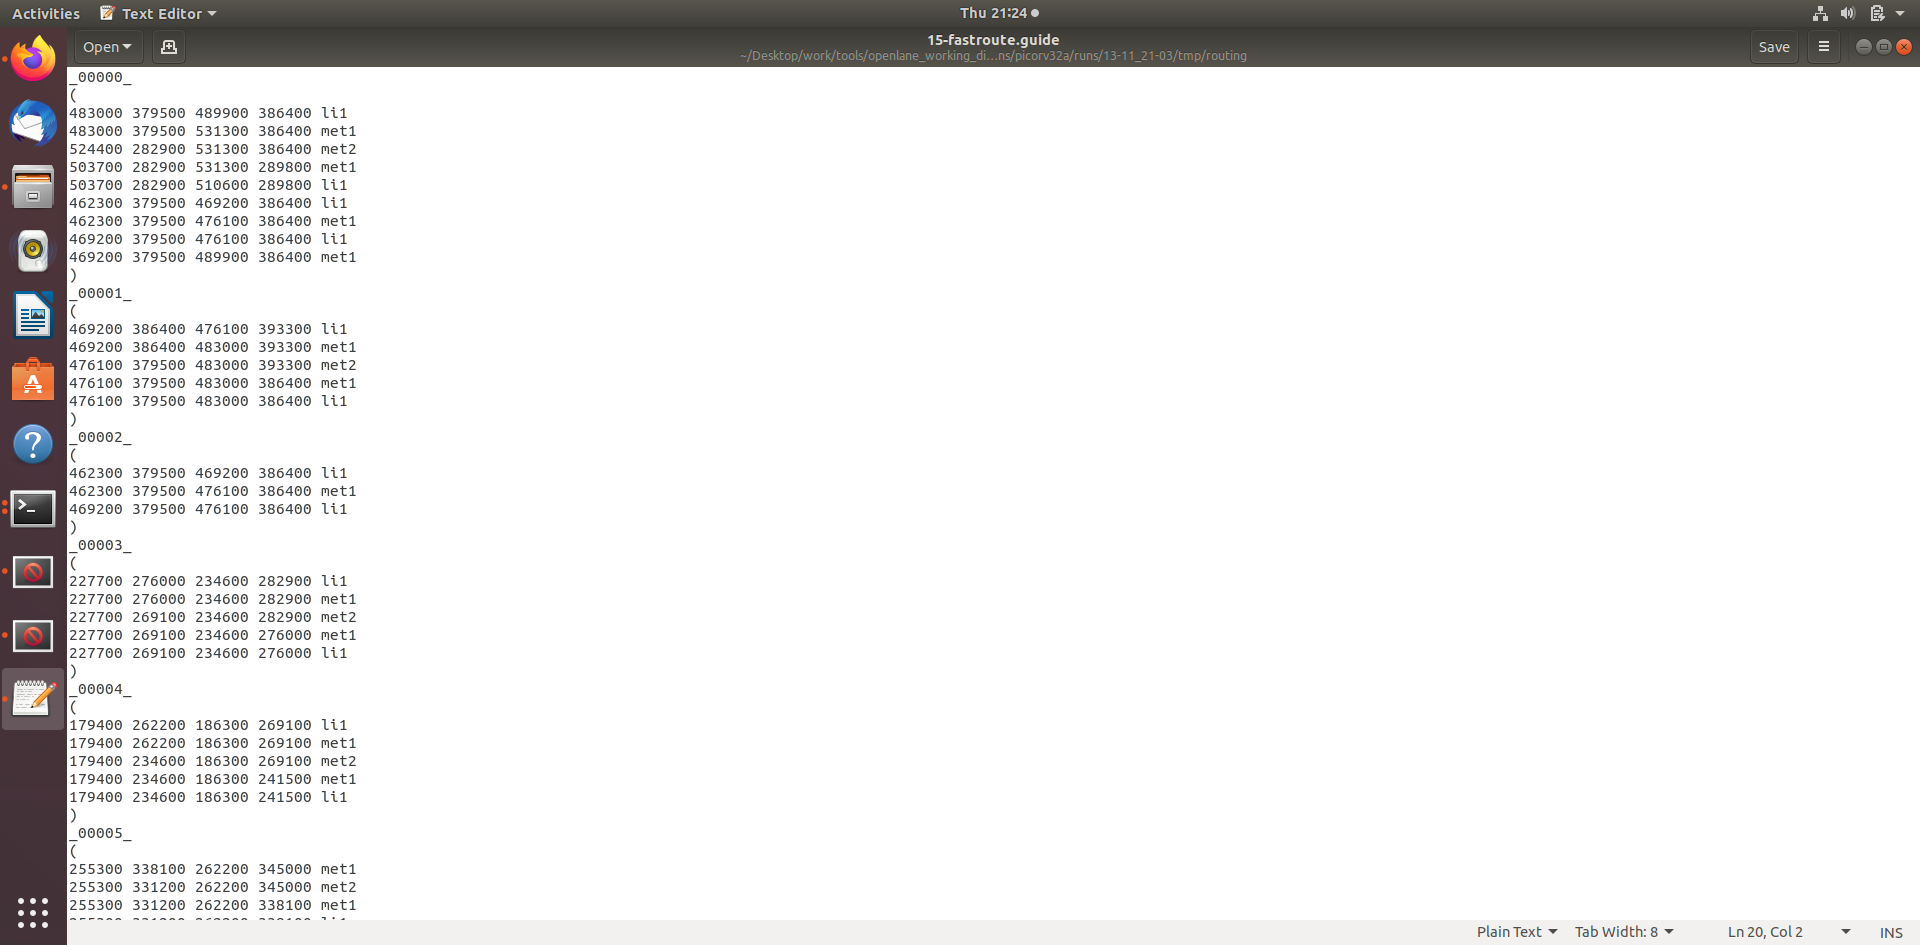 Activities Text Editor Thu 21:24
Open 15-fastroute.guide Save
~/Desktop/work/tools/openlane_working_di…ns/picorv32a/runs/13-11_21-03/tmp/routing
_00000_
(
483000 379500 489900 386400 li1
483000 379500 531300 386400 met1
524400 282900 531300 386400 met2
503700 282900 531300 289800 met1
503700 282900 510600 289800 li1
462300 379500 469200 386400 li1
462300 379500 476100 386400 met1
469200 379500 476100 386400 li1
469200 379500 489900 386400 met1
)
_00001_
(
469200 386400 476100 393300 li1
469200 386400 483000 393300 met1
476100 379500 483000 393300 met2
476100 379500 483000 386400 met1
476100 379500 483000 386400 li1
)
_00002_
(
462300 379500 469200 386400 li1
462300 379500 476100 386400 met1
469200 379500 476100 386400 li1
)
_00003_
(
227700 276000 234600 282900 li1
227700 276000 234600 282900 met1
227700 269100 234600 282900 met2
227700 269100 234600 276000 met1
227700 269100 234600 276000 li1
)
_00004_
(
179400 262200 186300 269100 li1
179400 262200 186300 269100 met1
179400 234600 186300 269100 met2
179400 234600 186300 241500 met1
179400 234600 186300 241500 li1
)
_00005_
(
255300 338100 262200 345000 met1
255300 331200 262200 345000 met2
255300 331200 262200 338100 met1
Plain Text Tab Width: 8 Ln 20, Col 2 INS